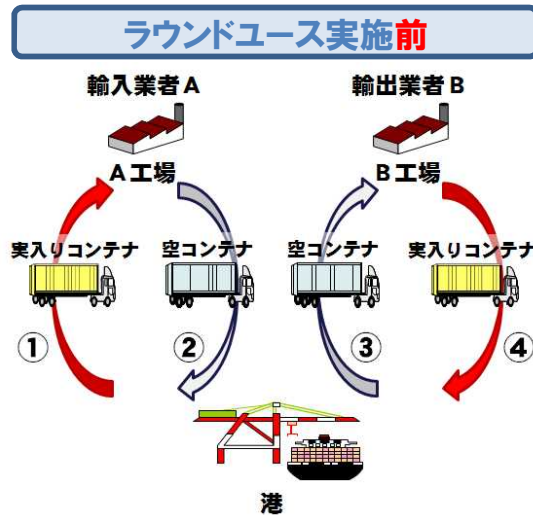 ラウンドユース実施前
輸入業者A 輸出業者B
A工場 B工場
実入りコンテナ 空コンテナ 空コンテナ 実入りコンテナ
① ② ③ ④
港